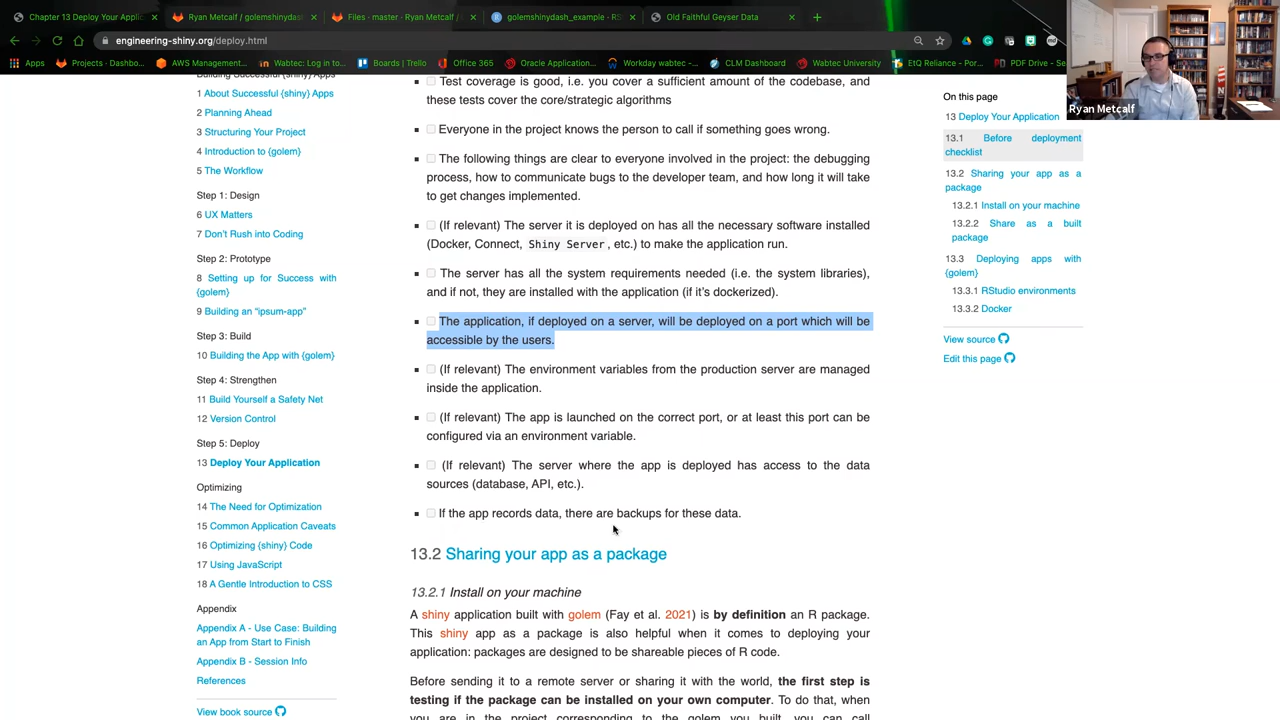 Chapter 13 Deploy Your Applic
Ryan Metcalf / golemshinydash
Files · master · Ryan Metcalf /
golemshinydash_example - RS
Old Faithful Geyser Data
engineering-shiny.org/deploy.html
Apps
Projects · Dashbo...
AWS Management...
Wabtec: Log in to...
Boards | Trello
Office 365
Oracle Application...
Workday wabtec -...
CLM Dashboard
Wabtec University
EtQ Reliance - Por...
PDF Drive - Se
Ryan Metcalf
1 About Successful {shiny} Apps
2 Planning Ahead
3 Structuring Your Project
4 Introduction to {golem}
5 The Workflow
Step 1: Design
6 UX Matters
7 Don't Rush into Coding
Step 2: Prototype
8 Setting up for Success with
{golem}
9 Building an “ipsum-app”
Step 3: Build
10 Building the App with {golem}
Step 4: Strengthen
11 Build Yourself a Safety Net
12 Version Control
Step 5: Deploy
13 Deploy Your Application
Optimizing
14 The Need for Optimization
15 Common Application Caveats
16 Optimizing {shiny} Code
17 Using JavaScript
18 A Gentle Introduction to CSS
Appendix
Appendix A - Use Case: Building
an App from Start to Finish
Appendix B - Session Info
References
View book source
Test coverage is good, i.e. you cover a sufficient amount of the codebase, and
these tests cover the core/strategic algorithms
Everyone in the project knows the person to call if something goes wrong.
The following things are clear to everyone involved in the project: the debugging
process, how to communicate bugs to the developer team, and how long it will take
to get changes implemented.
(If relevant) The server it is deployed on has all the necessary software installed
(Docker, Connect, Shiny Server, etc.) to make the application run.
The server has all the system requirements needed (i.e. the system libraries),
and if not, they are installed with the application (if it's dockerized).
The application, if deployed on a server, will be deployed on a port which will be
accessible by the users.
(If relevant) The environment variables from the production server are managed
inside the application.
(If relevant) The app is launched on the correct port, or at least this port can be
configured via an environment variable.
(If relevant) The server where the app is deployed has access to the data
sources (database, API, etc.).
If the app records data, there are backups for these data.
13.2 Sharing your app as a package
13.2.1 Install on your machine
A shiny application built with golem (Fay et al. 2021) is by definition an R package.
This shiny app as a package is also helpful when it comes to deploying your
application: packages are designed to be shareable pieces of R code.
Before sending it to a remote server or sharing it with the world, the first step is
testing if the package can be installed on your own computer. To do that, when
you are in the project corresponding to the golem you built, you can call
On this page
13 Deploy Your Application
13.1 Before deployment
checklist
13.2 Sharing your app as a
package
13.2.1 Install on your machine
13.2.2 Share as a built
package
13.3 Deploying apps with
{golem}
13.3.1 RStudio environments
13.3.2 Docker
View source
Edit this page